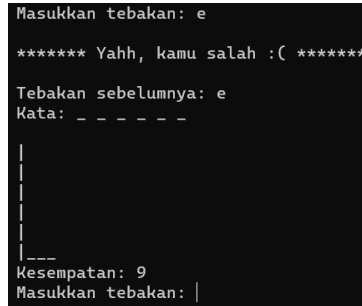 Masukkan tebakan: e
******* Yahh, kamu salah :( *******
Tebakan sebelumnya: e
Kata: _ _ _ _ _ _
|
|
|
|
|
|___
Kesempatan: 9
Masukkan tebakan: